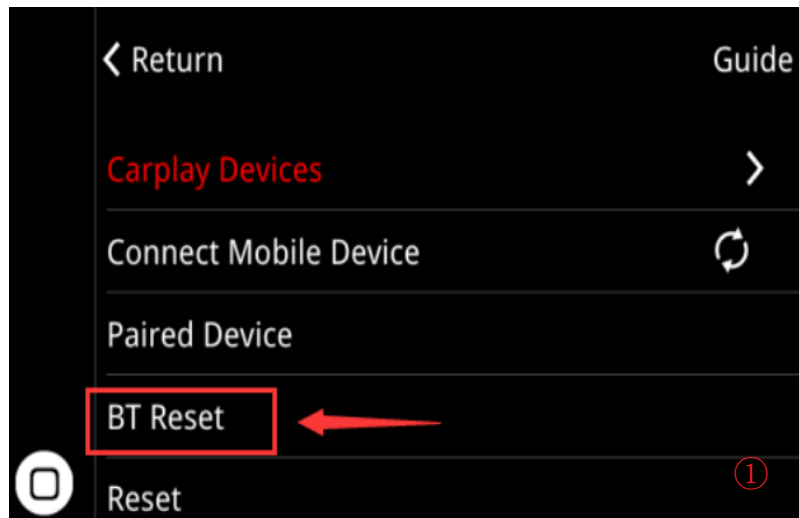 Return
Guide
Carplay Devices
Connect Mobile Device
Paired Device
BT Reset
①
Reset